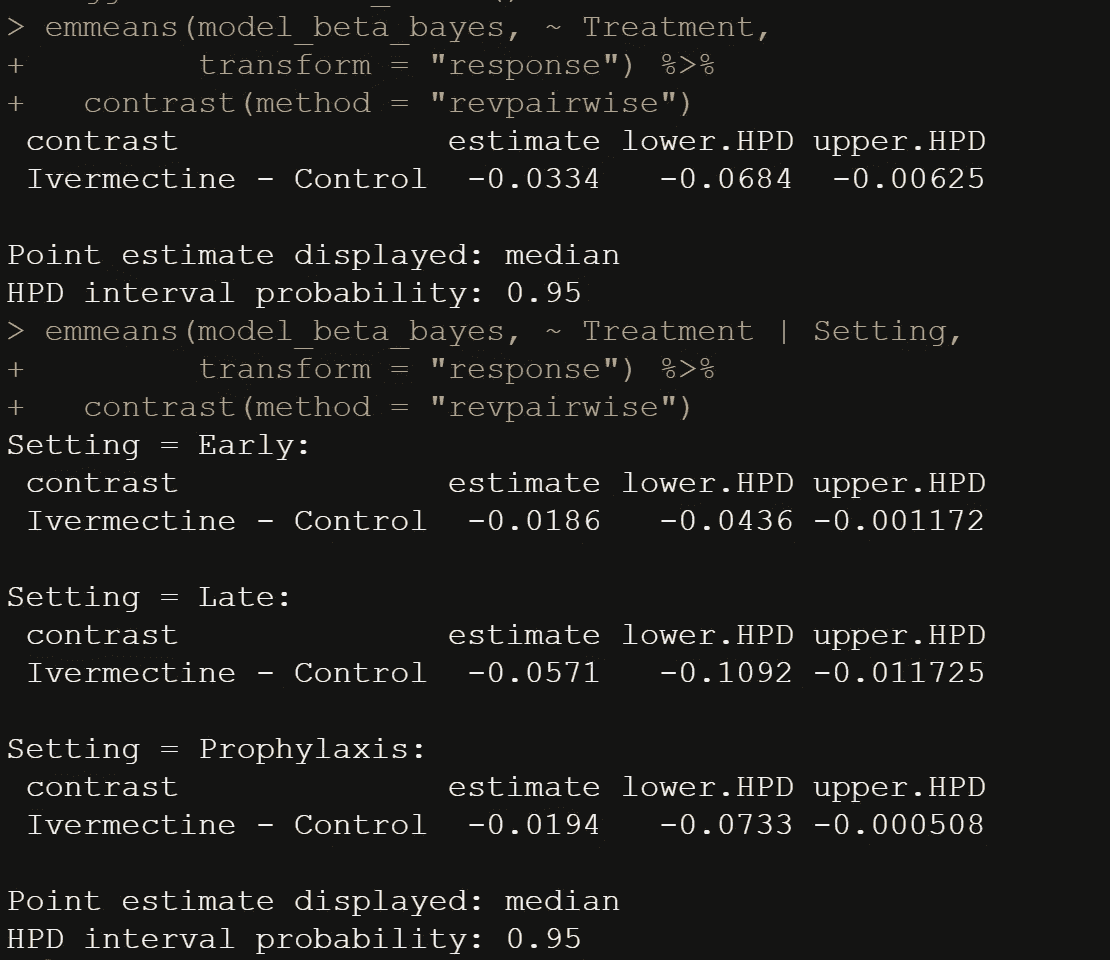 > emmeans(model_beta_bayes, ~ Treatment,
+         transform = "response") %>%
+   contrast(method = "revpairwise")
 contrast              estimate lower.HPD upper.HPD
 Ivermectine - Control  -0.0334   -0.0684  -0.00625

Point estimate displayed: median
HPD interval probability: 0.95
> emmeans(model_beta_bayes, ~ Treatment | Setting,
+         transform = "response") %>%
+   contrast(method = "revpairwise")
Setting = Early:
 contrast              estimate lower.HPD upper.HPD
 Ivermectine - Control  -0.0186   -0.0436 -0.001172

Setting = Late:
 contrast              estimate lower.HPD upper.HPD
 Ivermectine - Control  -0.0571   -0.1092 -0.011725

Setting = Prophylaxis:
 contrast              estimate lower.HPD upper.HPD
 Ivermectine - Control  -0.0194   -0.0733 -0.000508

Point estimate displayed: median
HPD interval probability: 0.95